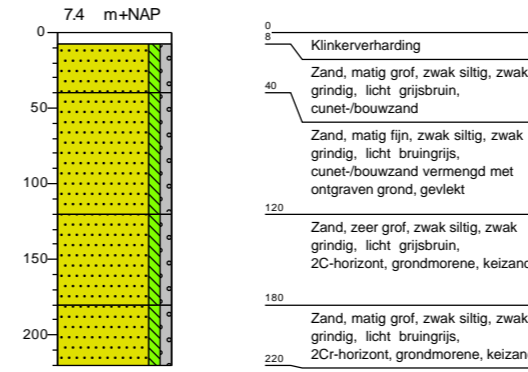 7.4 m+NAP
0
50
100
150
200
0
8
Klinkerverharding
Zand, matig grof, zwak siltig, zwak
grindig, licht grijsbruin,
cunet-/bouwzand
40
Zand, matig fijn, zwak siltig, zwak
grindig, licht bruingrijs,
cunet-/bouwzand vermengd met
ontgraven grond, gevlekt
120
Zand, zeer grof, zwak siltig, zwak
grindig, licht grijsbruin,
2C-horizont, grondmorene, keizand
180
Zand, matig grof, zwak siltig, zwak
grindig, licht bruingrijs,
2Cr-horizont, grondmorene,
220